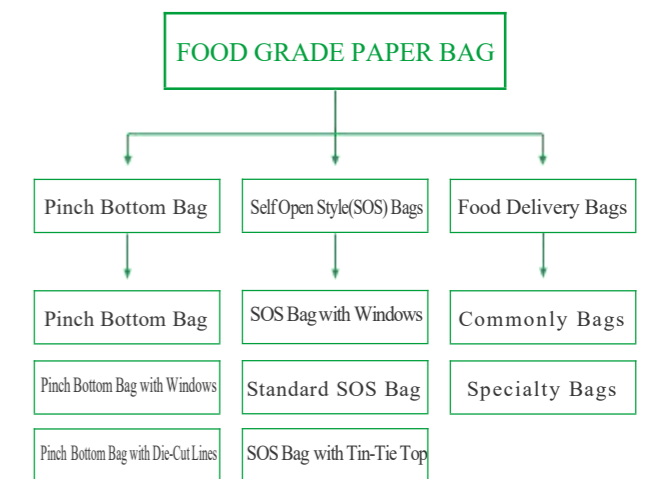 FOOD GRADE PAPER BAG
Pinch Bottom Bag
Self Open Style(SOS) Bags
Food Delivery Bags
Pinch Bottom Bag
SOS Bag with Windows
Commonly Bags
Pinch Bottom Bag with Windows
Standard SOS Bag
Specialty Bags
Pinch Bottom Bag with Die-Cut Lines
SOS Bag with Tin-Tie Top